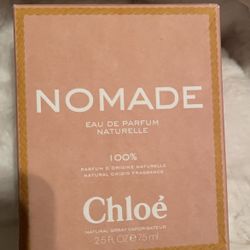 NOMADE
EAU DE PARFUM
NATURELLE
100%
PARFUM D'ORIGINE NATURELLE
NATURAL ORIGIN FRAGRANCE
Chloé
NATURAL SPRAY VAPORISATEUR
2.5 FL.OZ 75 ml